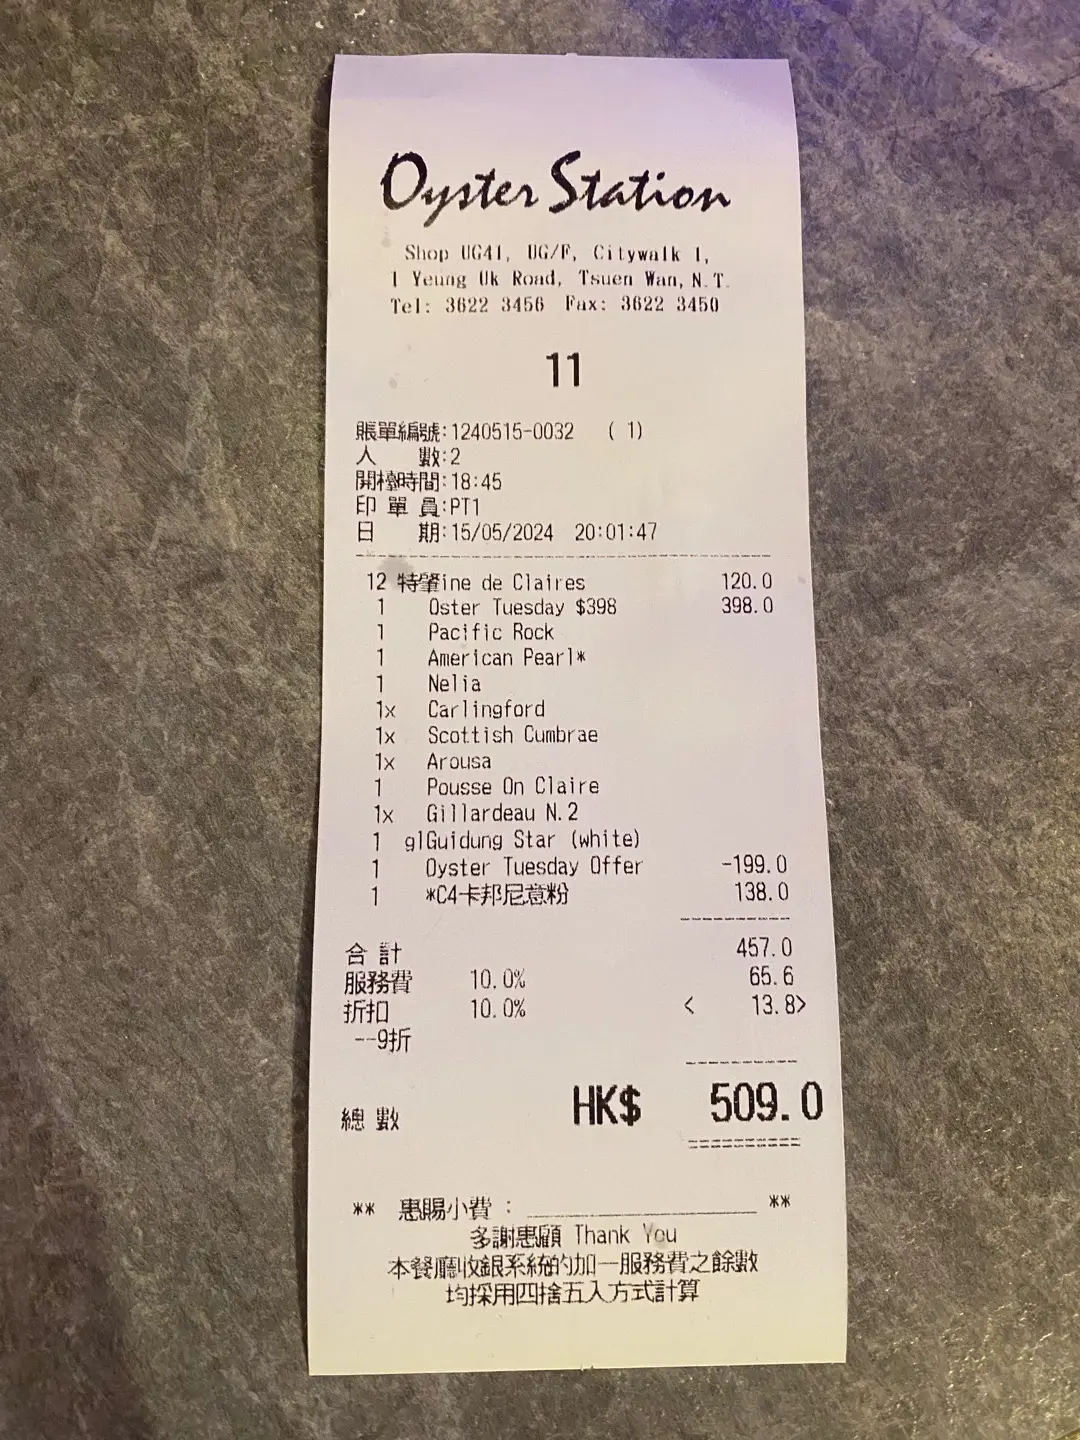 Oyster Station
Shop UG41, UG/F, Citywalk 1,
1 Yeung Uk Road, Tsuen Wan, N.T.
Tel: 3622 3456 Fax: 3622 3450
11
賬單編號:1240515-0032 ( 1)
人 數:2
開檯時間:18:45
印 單 員:PT1
日 期:15/05/2024 20:01:47
12 特肇ine de Claires 120.0
1 Oster Tuesday $398 398.0
1 Pacific Rock
1 American Pearl*
1 Nelia
1x Carlingford
1x Scottish Cumbrae
1x Arousa
1 Pousse On Claire
1x Gillardeau N.2
1 glGuidung Star (white)
1 Oyster Tuesday Offer -199.0
1 *C4卡邦尼意粉 138.0
合 計 457.0
服務費 10.0% 65.6
折扣 10.0% < 13.8>
--9折
總 數 HK$ 509.0
** 惠賜小費 : ____________ **
多謝惠顧 Thank You
本餐廳收銀系統的加一服務費之餘數
均採用四捨五入方式計算